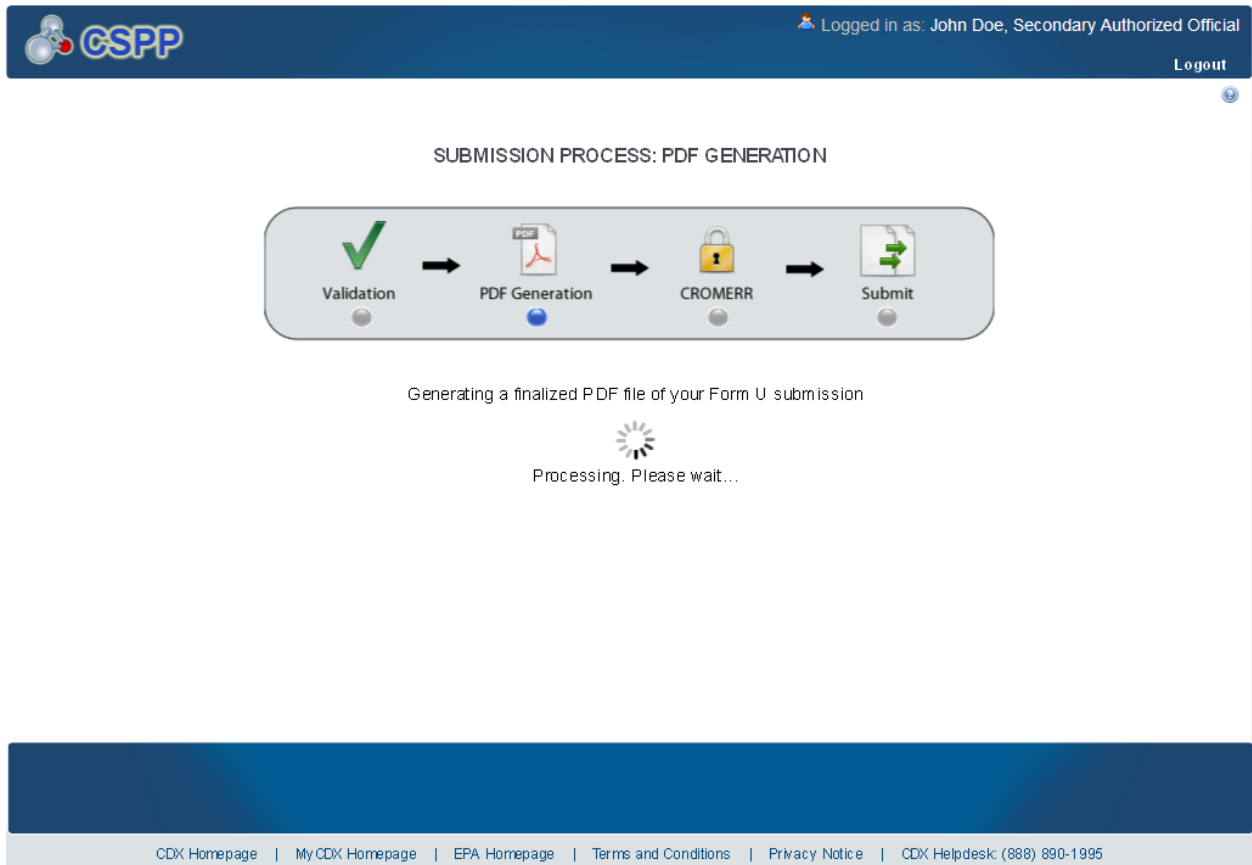 CSPP
Logged in as: John Doe, Secondary Authorized Official
Logout
?
SUBMISSION PROCESS: PDF GENERATION
PDF
Validation
PDF Generation
CROMERR
Submit
Generating a finalized PDF file of your Form U submission
Processing. Please wait...
CDX Homepage | MyCDX Homepage | EPA Homepage | Terms and Conditions | Privacy Notice | CDX Helpdesk: (888) 890-1995